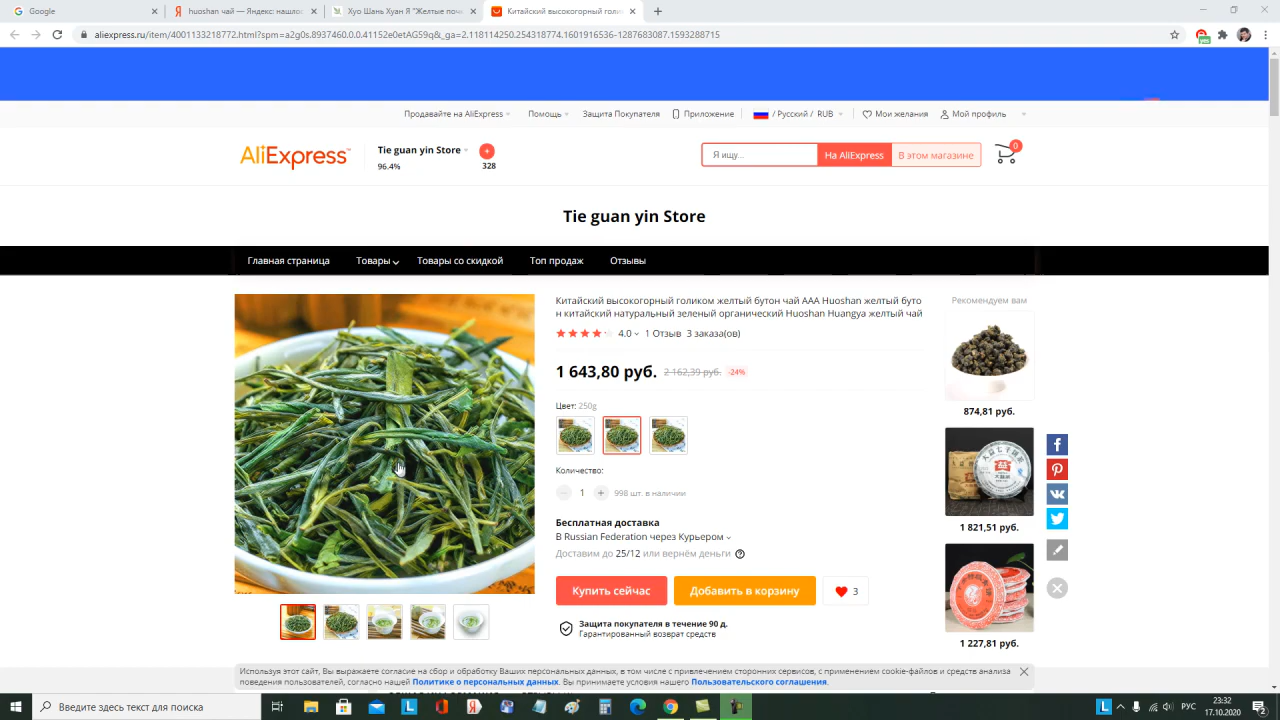 Google
huoshan чай — Яндекс: нашлос
Хуо Шань Хуан Я "Желтые поч
Китайский высокогорный голи
aliexpress.ru/item/4001133218772.html?spm=a2g0s.8937460.0.0.41152e0etAG59q&_ga=2.118114250.254318774.1601916536-1287683087.1593288715
yes
Продавайте на AliExpress
Помощь
Защита Покупателя
Приложение
/ Русский / RUB
Мои желания
Мой профиль
AliExpress
Tie guan yin Store
96.4%
+
328
Я ищу...
На AliExpress
В этом магазине
0
Tie guan yin Store
Главная страница
Товары
Товары со скидкой
Топ продаж
Отзывы
Китайский высокогорный голиком желтый бутон чай AAA Huoshan желтый буто
н китайский натуральный зеленый органический Huoshan Huangya желтый чай
4.0
1 Отзыв
3 заказа(ов)
1 643,80 руб.
2 162,39 руб.
-24%
Цвет: 250g
Количество:
1
998 шт. в наличии
Бесплатная доставка
В Russian Federation через Курьером
Доставим до 25/12 или вернём деньги
Купить сейчас
Добавить в корзину
3
Защита покупателя в течение 90 д.
Гарантированный возврат средств
Рекомендуем вам
874,81 руб.
1 821,51 руб.
1 227,81 руб.
Используя этот сайт, Вы выражаете согласие на сбор и обработку Ваших персональных данных, в том числе с привлечением сторонних сервисов, с применением cookie-файлов и средств анализа
поведения пользователей, согласно нашей Политике о персональных данных. Вы принимаете условия нашего Пользовательского соглашения.
Введите здесь текст для поиска
РУС
23:32
17.10.2020
2